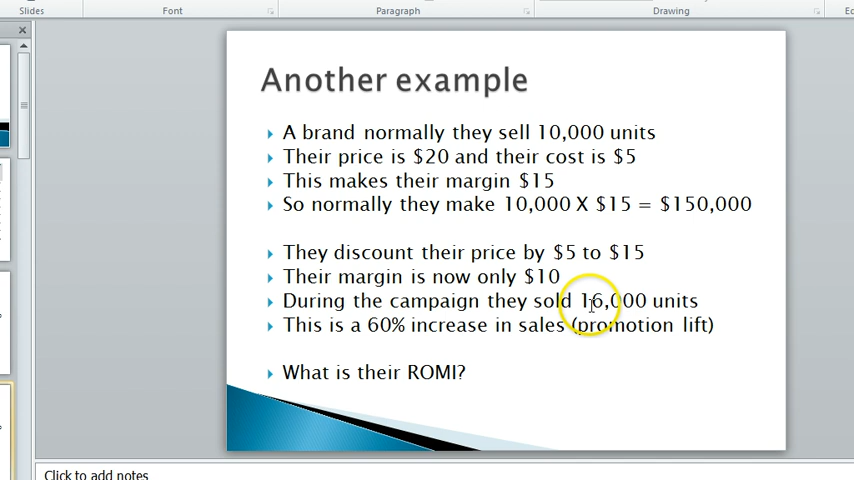 Slides
Font
Paragraph
Drawing
Another example
A brand normally they sell 10,000 units
Their price is $20 and their cost is $5
This makes their margin $15
So normally they make 10,000 X $15 = $150,000
They discount their price by $5 to $15
Their margin is now only $10
During the campaign they sold 16,000 units
This is a 60% increase in sales (promotion lift)
What is their ROMI?
Click to add notes